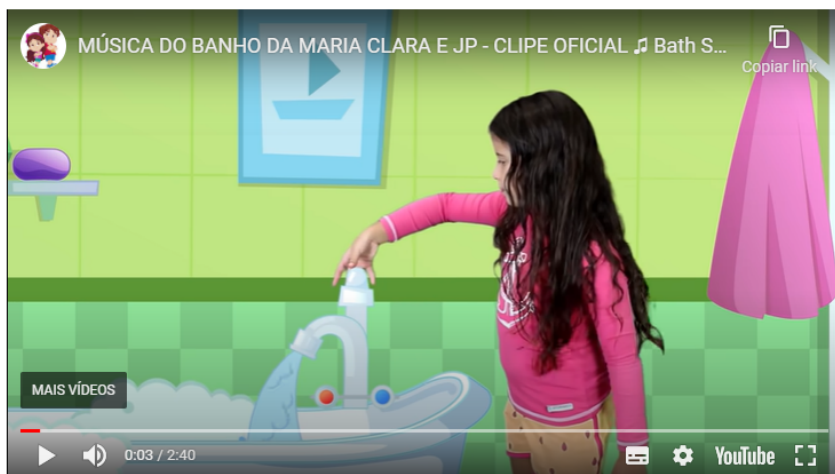 MÚSICA DO BANHO DA MARIA CLARA E JP - CLIPE OFICIAL ♫ Bath S...
Copiar link
MAIS VÍDEOS
0:03 / 2:40
YouTube